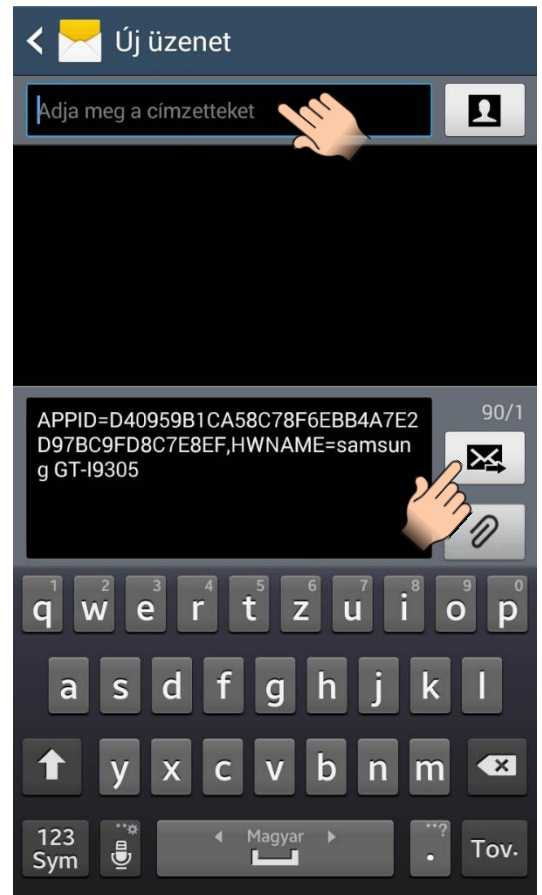 Új üzenet
Adja meg a címzetteket
90/1
APPID=D40959B1CA58C78F6EBB4A7E2
D97BC9FD8C7E8EF,HWNAME=samsun
g GT-I9305
1 2 3 4 5 6 7 8 9 0
q w e r t z u i o p
a s d f g h j k l
y x c v b n m
123
Sym
Magyar
?
.
Tov.